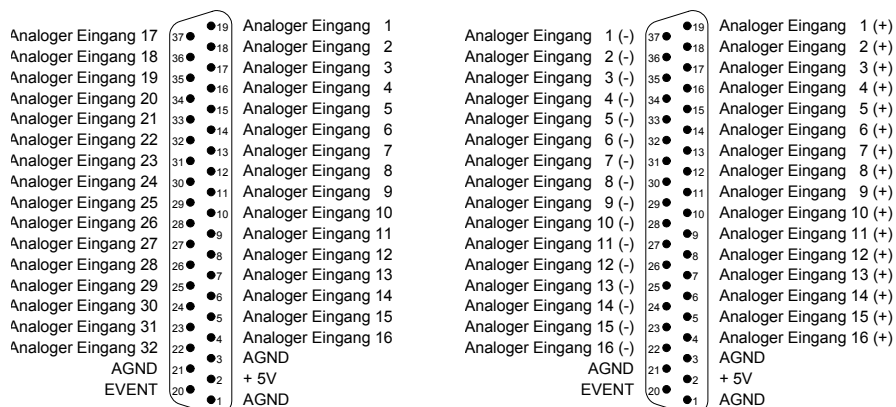 Analoger Eingang 17 37 19 Analoger Eingang 1
Analoger Eingang 18 36 18 Analoger Eingang 2
Analoger Eingang 19 35 17 Analoger Eingang 3
Analoger Eingang 20 34 16 Analoger Eingang 4
Analoger Eingang 21 33 15 Analoger Eingang 5
Analoger Eingang 22 32 14 Analoger Eingang 6
Analoger Eingang 23 31 13 Analoger Eingang 7
Analoger Eingang 24 30 12 Analoger Eingang 8
Analoger Eingang 25 29 11 Analoger Eingang 9
Analoger Eingang 26 28 10 Analoger Eingang 10
Analoger Eingang 27 27 9 Analoger Eingang 11
Analoger Eingang 28 26 8 Analoger Eingang 12
Analoger Eingang 29 25 7 Analoger Eingang 13
Analoger Eingang 30 24 6 Analoger Eingang 14
Analoger Eingang 31 23 5 Analoger Eingang 15
Analoger Eingang 32 22 4 Analoger Eingang 16
AGND 21 3 AGND
EVENT 20 2 + 5V
1 AGND
Analoger Eingang 1 (-) 37 19 Analoger Eingang 1 (+)
Analoger Eingang 2 (-) 36 18 Analoger Eingang 2 (+)
Analoger Eingang 3 (-) 35 17 Analoger Eingang 3 (+)
Analoger Eingang 4 (-) 34 16 Analoger Eingang 4 (+)
Analoger Eingang 5 (-) 33 15 Analoger Eingang 5 (+)
Analoger Eingang 6 (-) 32 14 Analoger Eingang 6 (+)
Analoger Eingang 7 (-) 31 13 Analoger Eingang 7 (+)
Analoger Eingang 8 (-) 30 12 Analoger Eingang 8 (+)
Analoger Eingang 9 (-) 29 11 Analoger Eingang 9 (+)
Analoger Eingang 10 (-) 28 10 Analoger Eingang 10 (+)
Analoger Eingang 11 (-) 27 9 Analoger Eingang 11 (+)
Analoger Eingang 12 (-) 26 8 Analoger Eingang 12 (+)
Analoger Eingang 13 (-) 25 7 Analoger Eingang 13 (+)
Analoger Eingang 14 (-) 24 6 Analoger Eingang 14 (+)
Analoger Eingang 15 (-) 23 5 Analoger Eingang 15 (+)
Analoger Eingang 16 (-) 22 4 Analoger Eingang 16 (+)
AGND 21 3 AGND
EVENT 20 2 + 5V
1 AGND